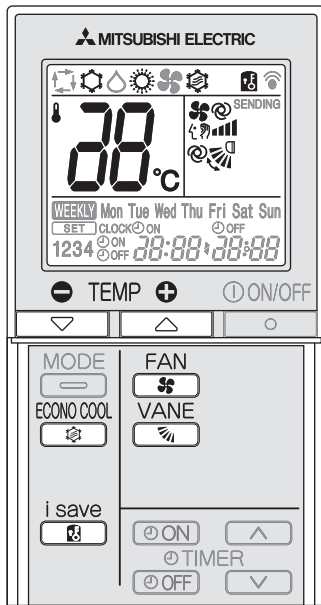 MITSUBISHI ELECTRIC
SENDING
88°C
WEEKLY Mon Tue Wed Thu Fri Sat Sun
SET CLOCK ON OFF
1234 ON OFF 88:88 88:88
TEMP ON/OFF
MODE FAN
ECONO COOL VANE
i save
ON
TIMER
OFF